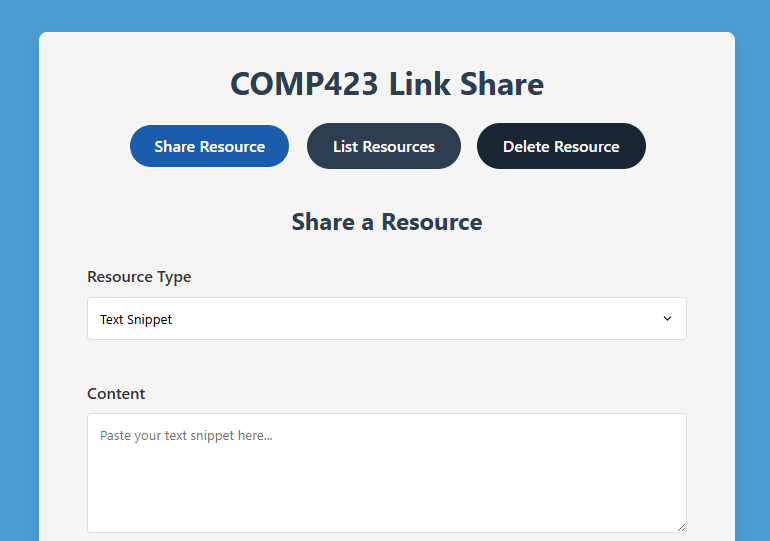 COMP423 Link Share
Share Resource List Resources Delete Resource
Share a Resource
Resource Type
Text Snippet
Content
Paste your text snippet here...